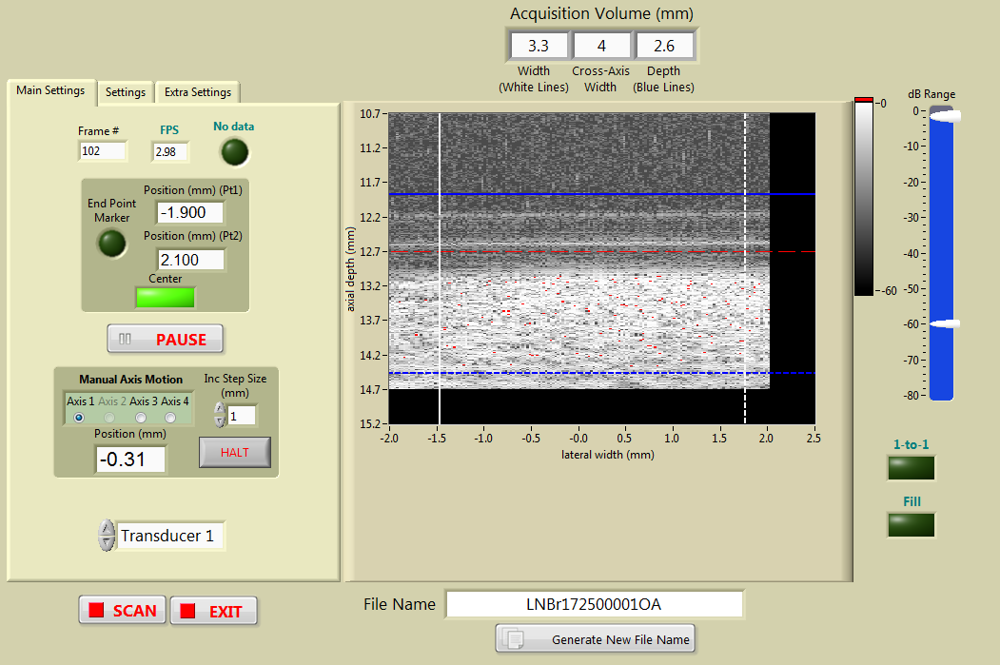 Acquisition Volume (mm)
3.3 4 2.6
Width Cross-Axis Depth
(White Lines) Width (Blue Lines)
Main Settings Settings Extra Settings
Frame # FPS No data
102 2.98
Position (mm) (Pt1)
End Point
Marker
-1.900
Position (mm) (Pt2)
2.100
Center
PAUSE
Manual Axis Motion
Axis 1 Axis 2 Axis 3 Axis 4
Inc Step Size
(mm)
1
Position (mm)
-0.31
HALT
Transducer 1
SCAN EXIT
axial depth (mm)
10.7
11.2
11.7
12.2
12.7
13.2
13.7
14.2
14.7
15.2
-2.0 -1.5 -1.0 -0.5 -0.0 0.5 1.0 1.5 2.0 2.5
lateral width (mm)
-0
-60
dB Range
0
-10
-20
-30
-40
-50
-60
-70
-80
1-to-1
Fill
File Name LNBr172500001OA
Generate New File Name